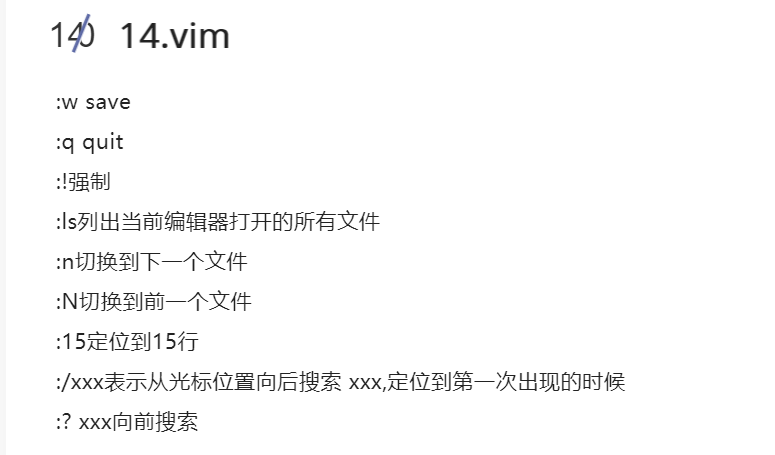 140 14.vim
:w save
:q quit
:!强制
:ls列出当前编辑器打开的所有文件
:n切换到下一个文件
:N切换到前一个文件
:15定位到15行
:/xxx表示从光标位置向后搜索 xxx,定位到第一次出现的时候
:? xxx向前搜索